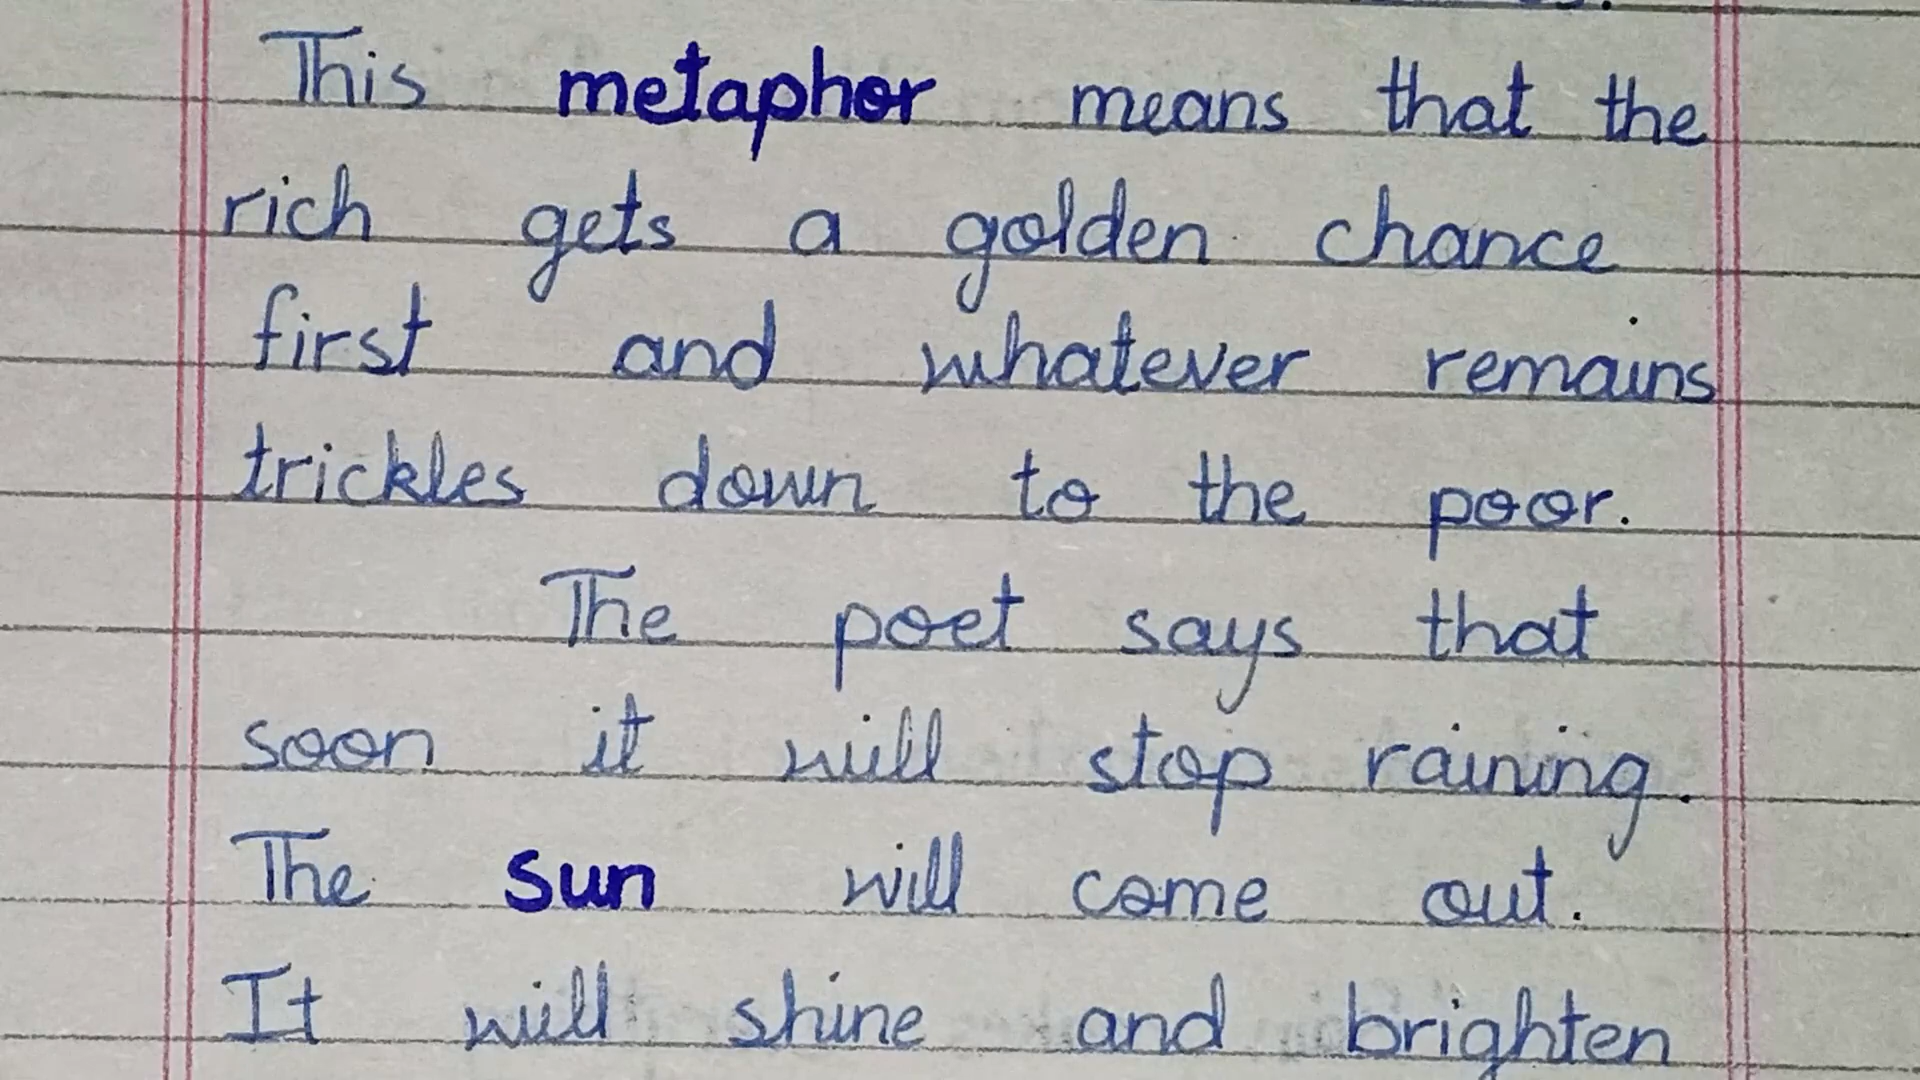 This metaphor means that the
rich gets a golden chance
first and whatever remains
trickles down to the poor.
The poet says that
soon it will stop raining.
The sun will come out.
It will shine and brighten